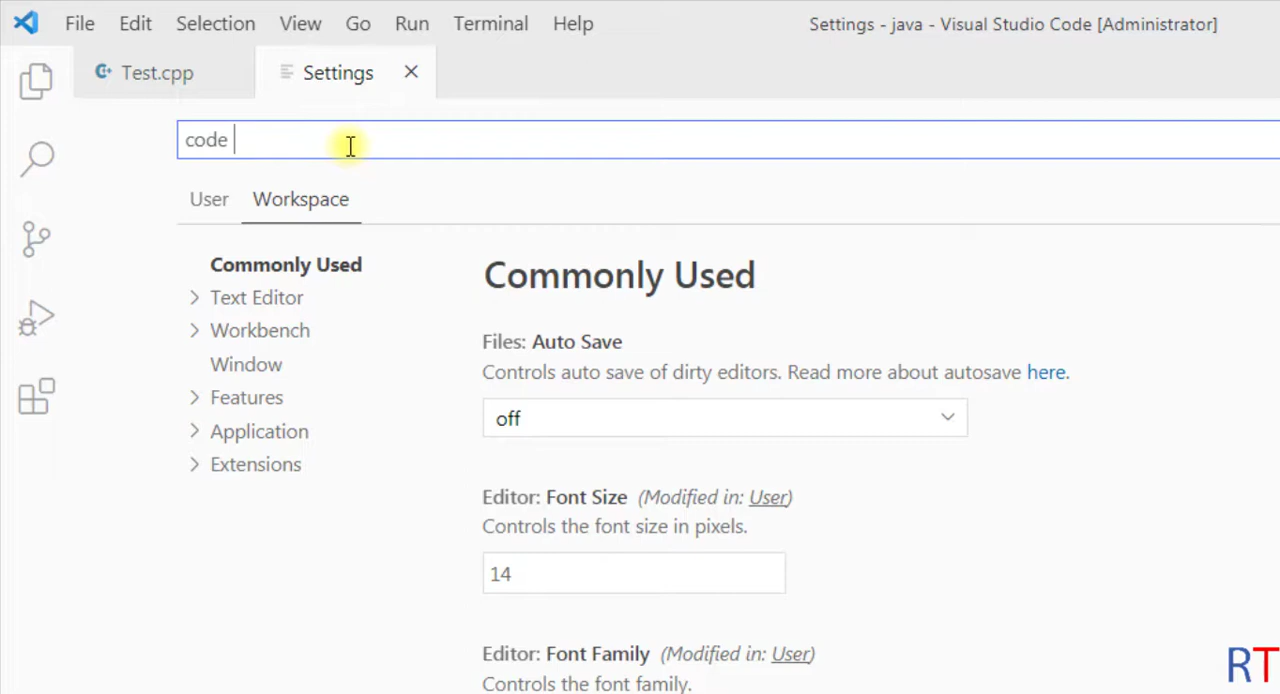 File Edit Selection View Go Run Terminal Help Settings - java - Visual Studio Code [Administrator]
Test.cpp Settings
code
User Workspace
Commonly Used
Text Editor
Workbench
Window
Features
Application
Extensions
Commonly Used
Files: Auto Save
Controls auto save of dirty editors. Read more about autosave here.
off
Editor: Font Size (Modified in: User)
Controls the font size in pixels.
14
Editor: Font Family (Modified in: User)
Controls the font family.
RT